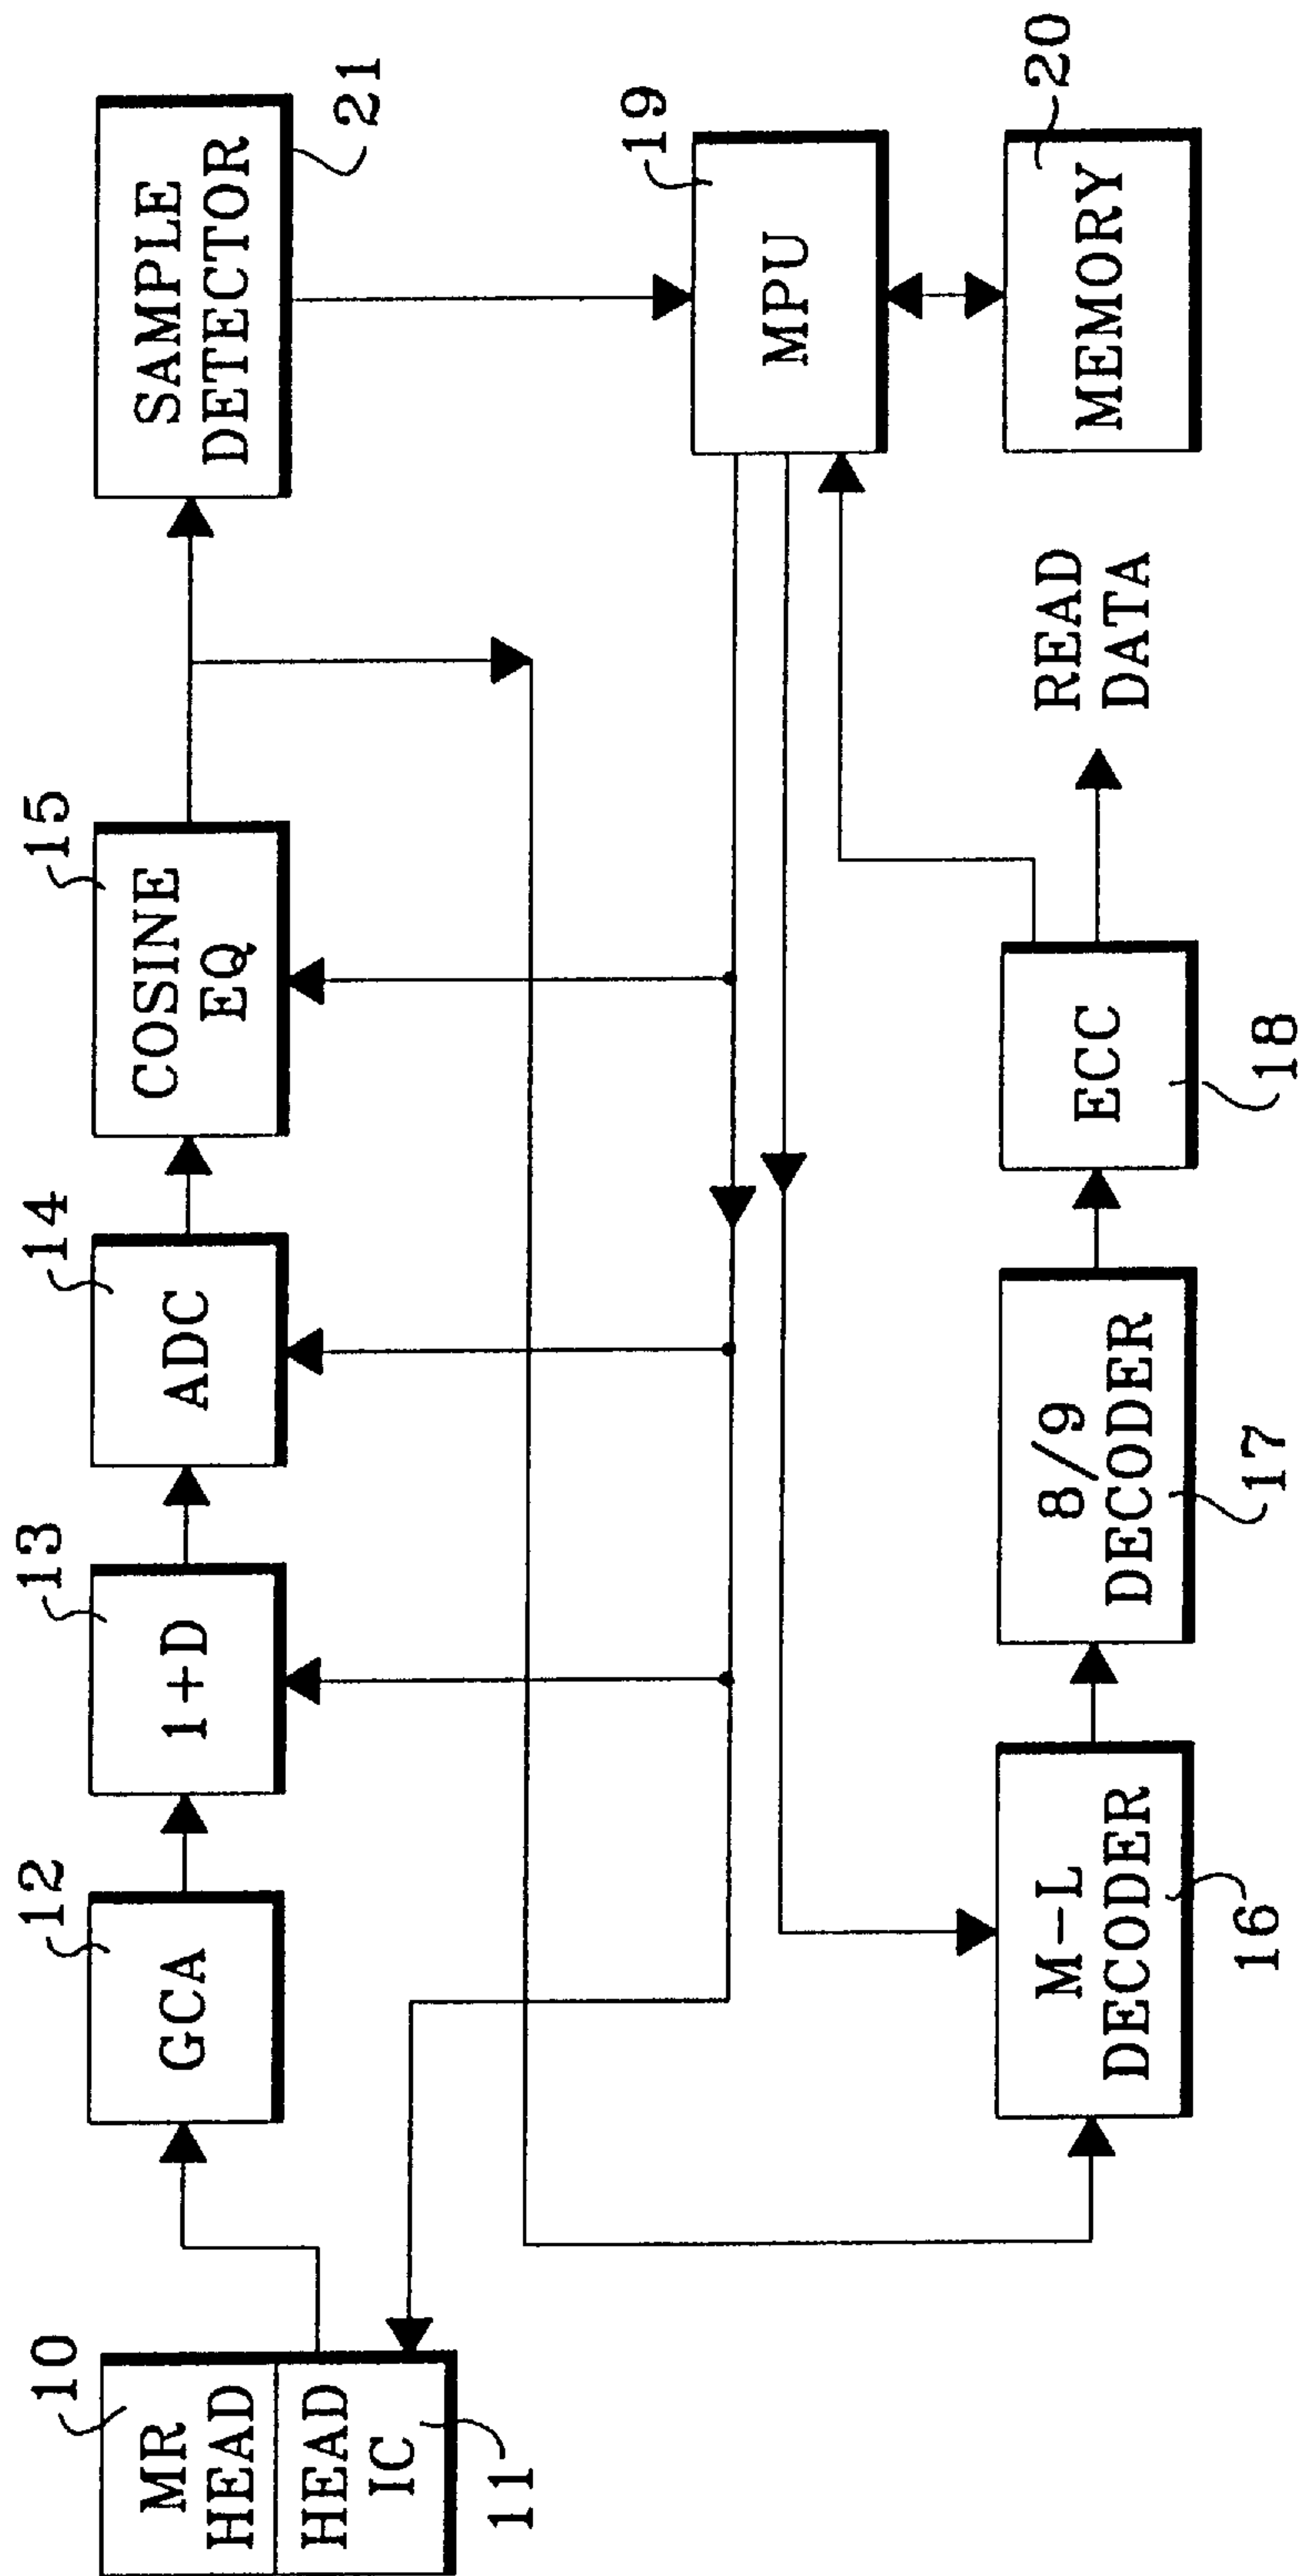 10
MR
HEAD
HEAD
IC
11
12
GCA
13
1+D
14
ADC
15
COSINE
EQ
SAMPLE
DETECTOR
21
19
MPU
M-L
DECODER
16
8/9
DECODER
17
ECC
18
READ
DATA
MEMORY
20